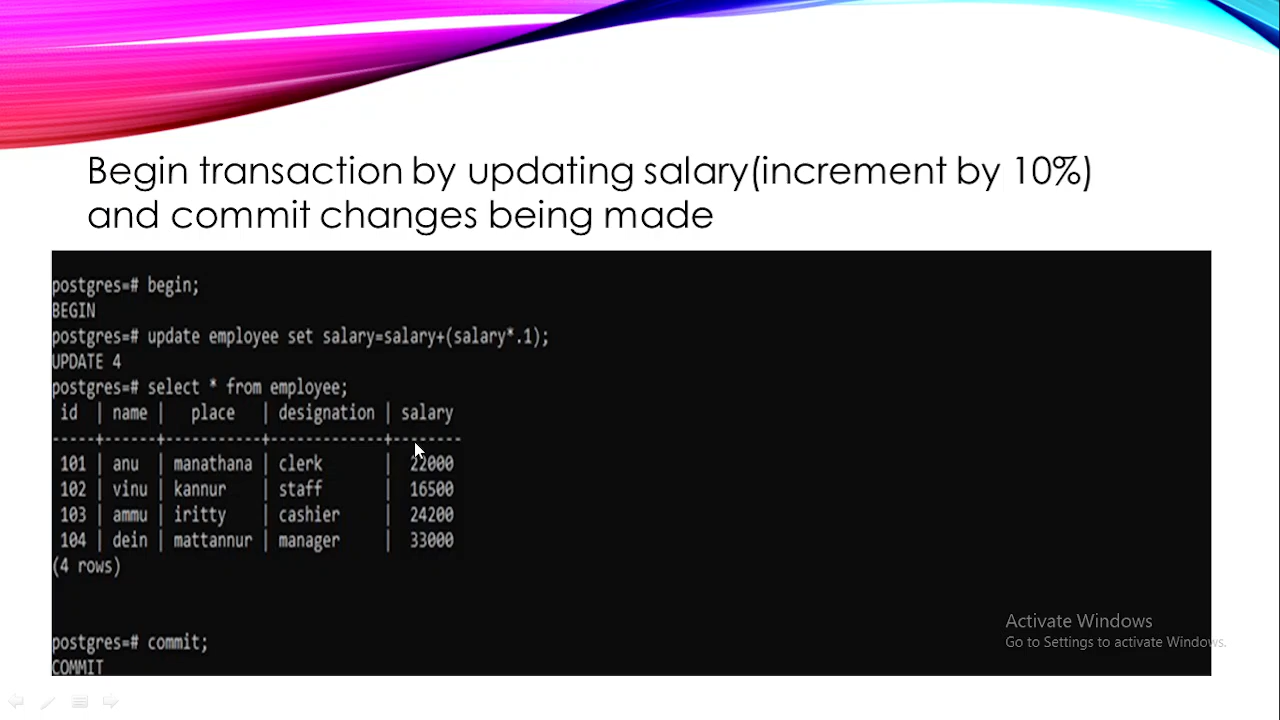 Begin transaction by updating salary(increment by 10%)
and commit changes being made
postgres=# begin;
BEGIN
postgres=# update employee set salary=salary+(salary*.1);
UPDATE 4
postgres=# select * from employee;
id | name | place | designation | salary
-----+------+-----------+-------------+--------
101 | anu | manathana | clerk | 22000
102 | vinu | kannur | staff | 16500
103 | ammu | iritty | cashier | 24200
104 | dein | mattannur | manager | 33000
(4 rows)
postgres=# commit;
COMMIT
Activate Windows
Go to Settings to activate Windows.